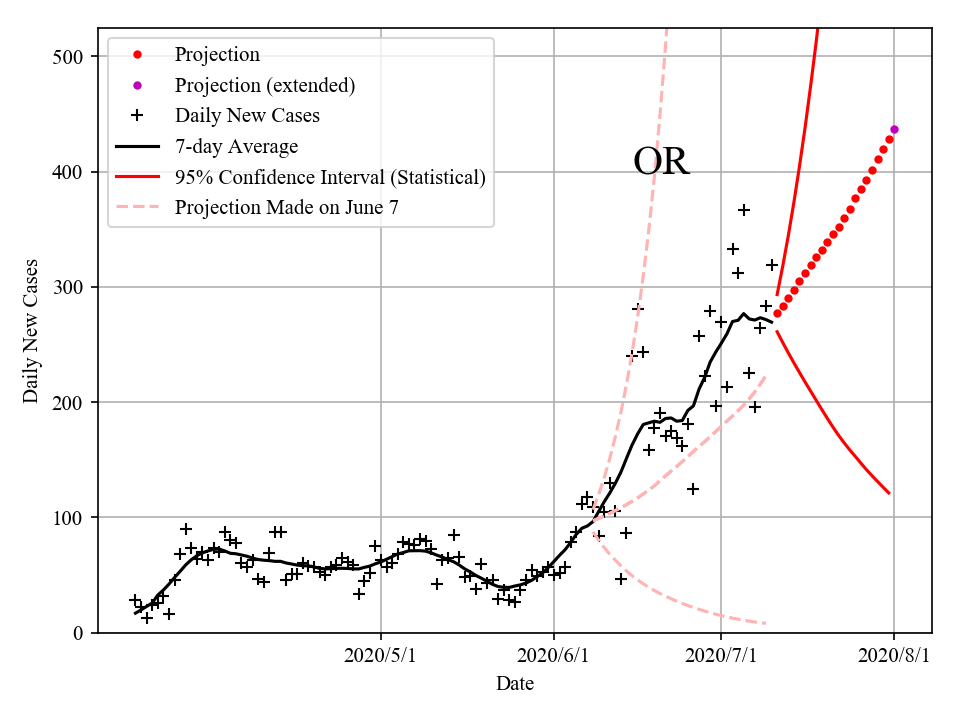 500
400
300
200
100
0
Daily New Cases
Projection
Projection (extended)
Daily New Cases
7-day Average
95% Confidence Interval (Statistical)
Projection Made on June 7
OR
2020/5/1 2020/6/1 2020/7/1 2020/8/1
Date